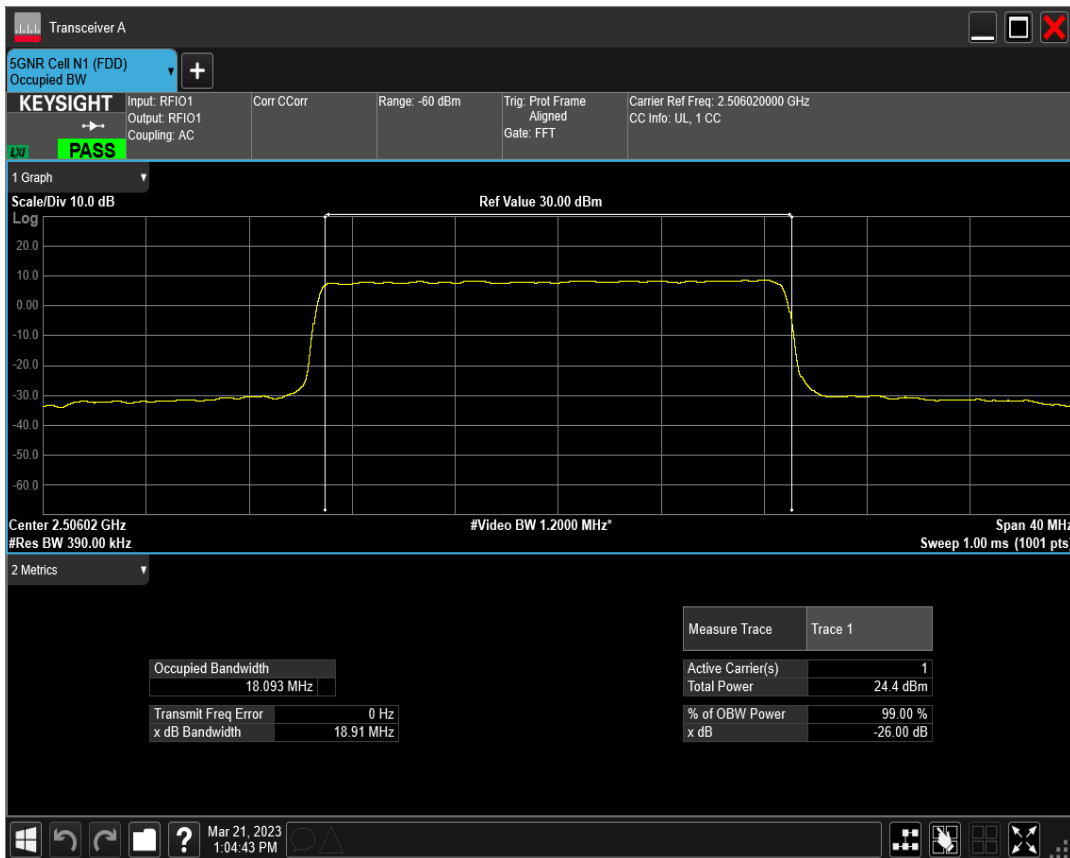 Transceiver A
5GNR Cell N1 (FDD)
Occupied BW
+
KEYSIGHT
LXI
PASS
Input: RFIO1
Output: RFIO1
Coupling: AC
Corr CCorr
Range: -60 dBm
Trig: Prot Frame
Aligned
Gate: FFT
Carrier Ref Freq: 2.506020000 GHz
CC Info: UL, 1 CC
1 Graph
Scale/Div 10.0 dB
Ref Value 30.00 dBm
Log
20.0
10.0
0.00
-10.0
-20.0
-30.0
-40.0
-50.0
-60.0
Center 2.50602 GHz
#Video BW 1.2000 MHz*
Span 40 MHz
#Res BW 390.00 kHz
Sweep 1.00 ms (1001 pts)
2 Metrics
Measure Trace Trace 1
Occupied Bandwidth
18.093 MHz
Active Carrier(s) 1
Total Power 24.4 dBm
Transmit Freq Error 0 Hz
x dB Bandwidth 18.91 MHz
% of OBW Power 99.00 %
x dB -26.00 dB
?
Mar 21, 2023
1:04:43 PM